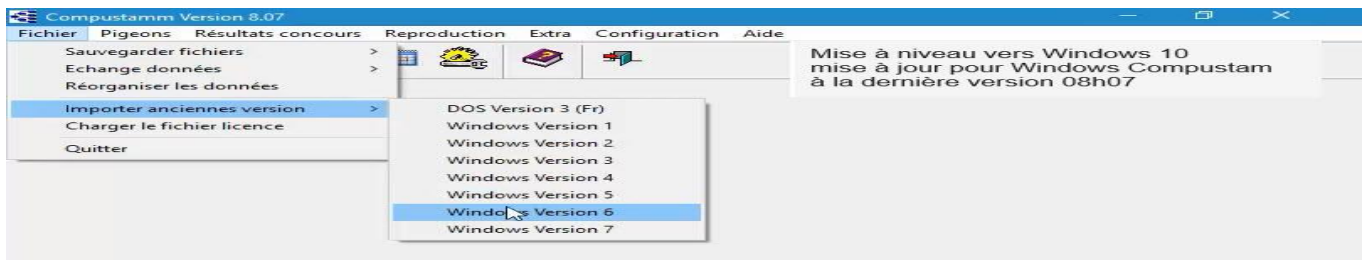 Compustamm Version 8.07
Fichier Pigeons Résultats concours Reproduction Extra Configuration Aide
Sauvegarder fichiers >
Echange données >
Réorganiser les données
Importer anciennes version >
Charger le fichier licence
Quitter
DOS Version 3 (Fr)
Windows Version 1
Windows Version 2
Windows Version 3
Windows Version 4
Windows Version 5
Windows Version 6
Windows Version 7
Mise à niveau vers Windows 10
mise à jour pour Windows Compustam
à la dernière version 08h07